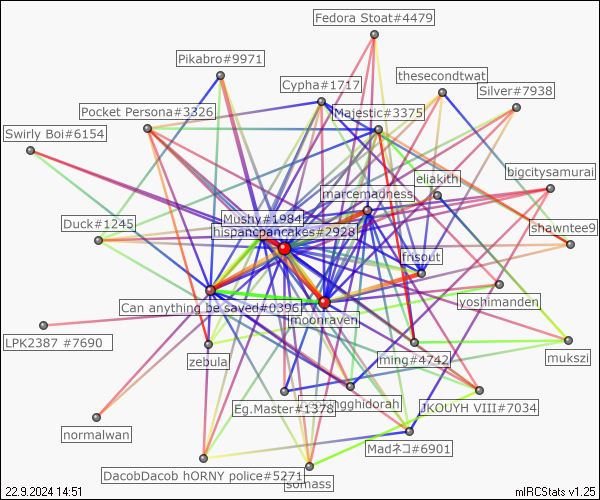 Fedora Stoat#4479
Pikabro#9971
thesecondtwat
Cypha#1717
Silver#7938
Pocket Persona#3326
Majestic#3375
Swirly Boi#6154
bigcitysamurai
eliakith
marcemadness
Mushy#1984
Duck#1245
hispancpancakes#2928
shawntee9
frisout
Can anything be saved#0396
yoshimanden
moonraven
LPK2387 #7690
zebula
ming#4742
mukszi
ngghidorah
Eg.Master#1378
JKOUYH VIII#7034
normalwan
Madネコ#6901
DacobDacob hORNY police#5271
somass
22.9.2024 14:51
mIRCStats v1.25